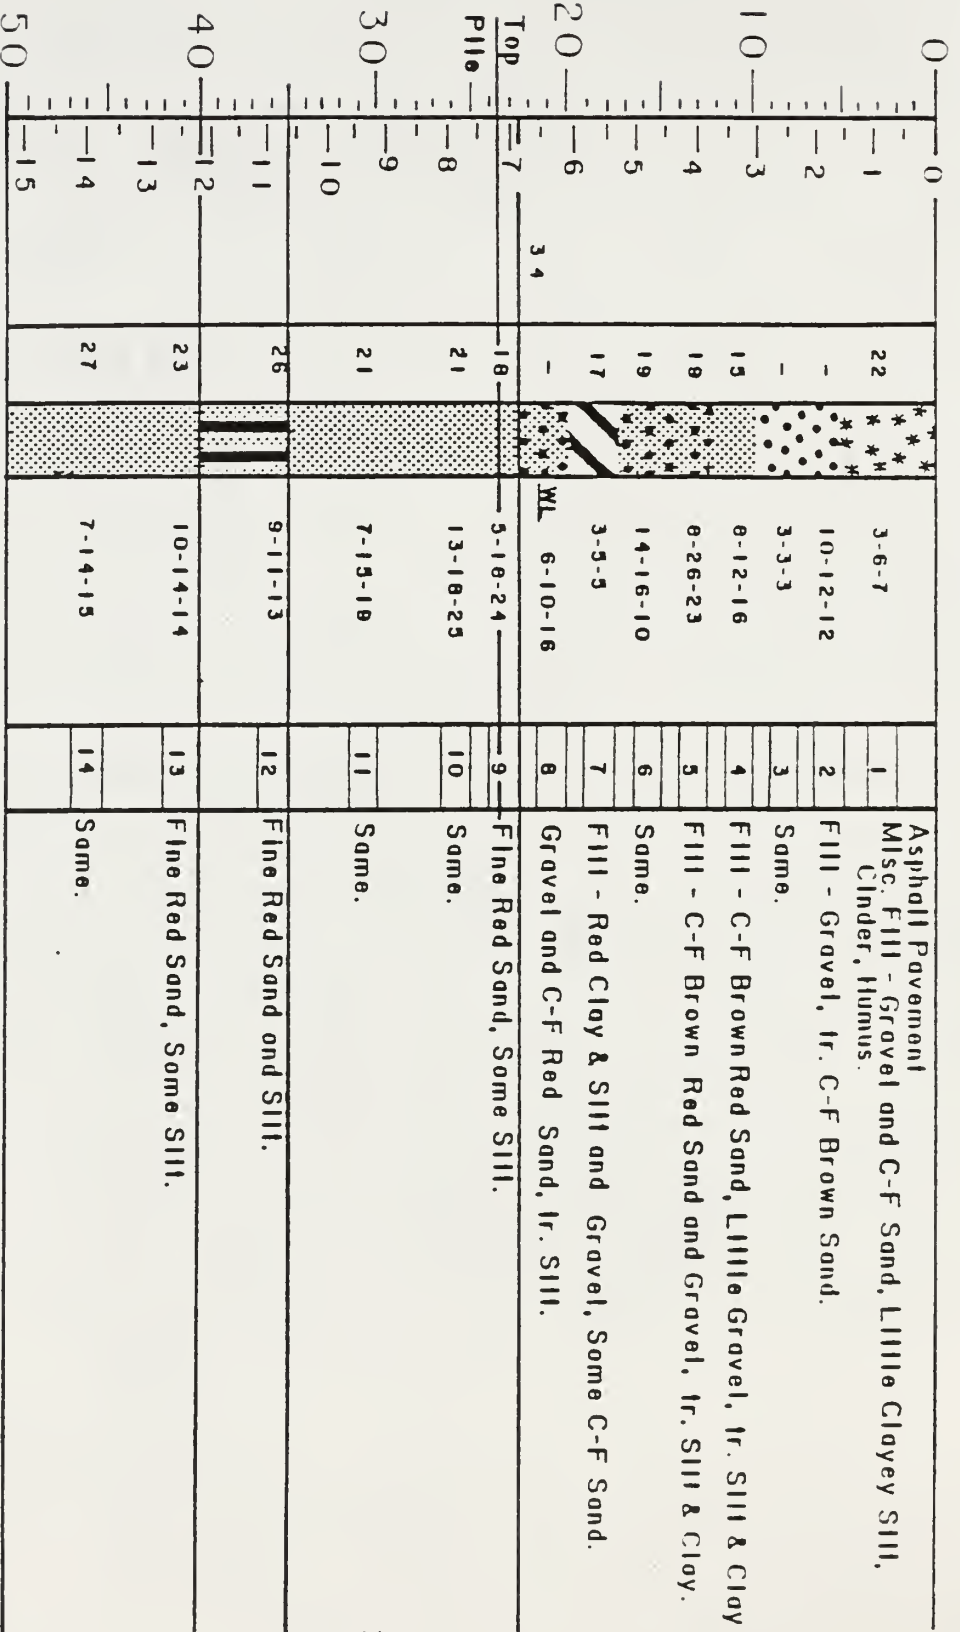 0 0
Asphalt Pavement
1 22 3-6-7 1 Misc. Fill - Gravel and C-F Sand, Little Clayey Silt,
Cinder, Humus.
2 - 10-12-12 2 Fill - Gravel, tr. C-F Brown Sand.
- 3-3-3 3 Same.
10 3
15 8-12-16 4 Fill - C-F Brown Red Sand, Little Gravel, tr. Silt & Clay
4 18 8-26-23 5 Fill - C-F Brown Red Sand and Gravel, tr. Silt & Clay.
5 19 14-16-10 6 Same.
17 3-5-5 7 Fill - Red Clay & Silt and Gravel, Some C-F Sand.
20 6
34 - WL 6-10-16 8 Gravel and C-F Red Sand, tr. Silt.
7
Top
Pile
18 5-18-24 9 Fine Red Sand, Some Silt.
8 21 13-18-25 10 Same.
9
30
21 7-15-18 11 Same.
10
11 26 9-11-13 12 Fine Red Sand and Silt.
40 12
23 10-14-14 13 Fine Red Sand, Some Silt.
13
14 27 7-14-15 14 Same.
15
50